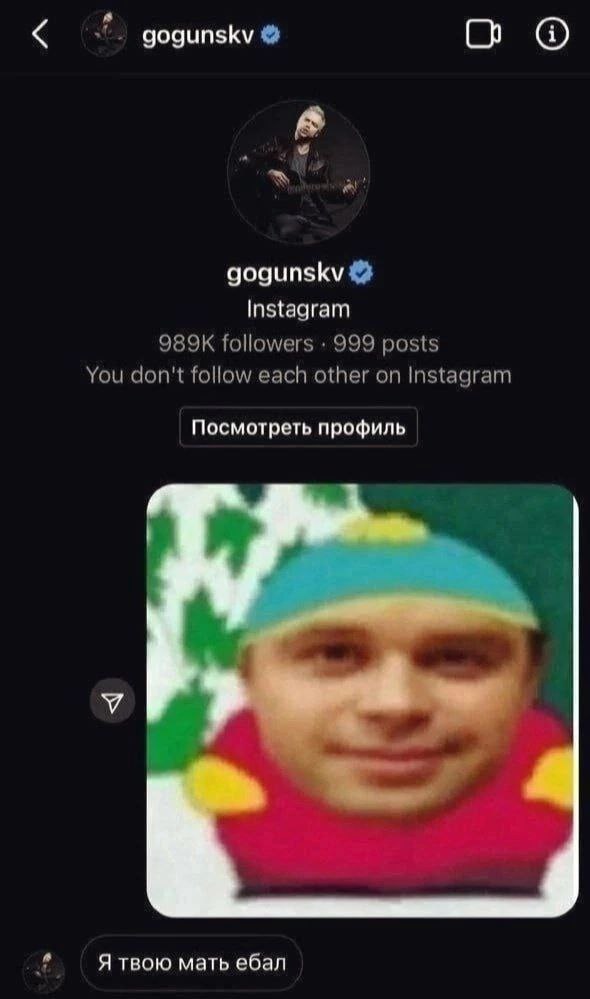 gogunskv
gogunskv
Instagram
989K followers · 999 posts
You don't follow each other on Instagram
Посмотреть профиль
Я твою мать ебал